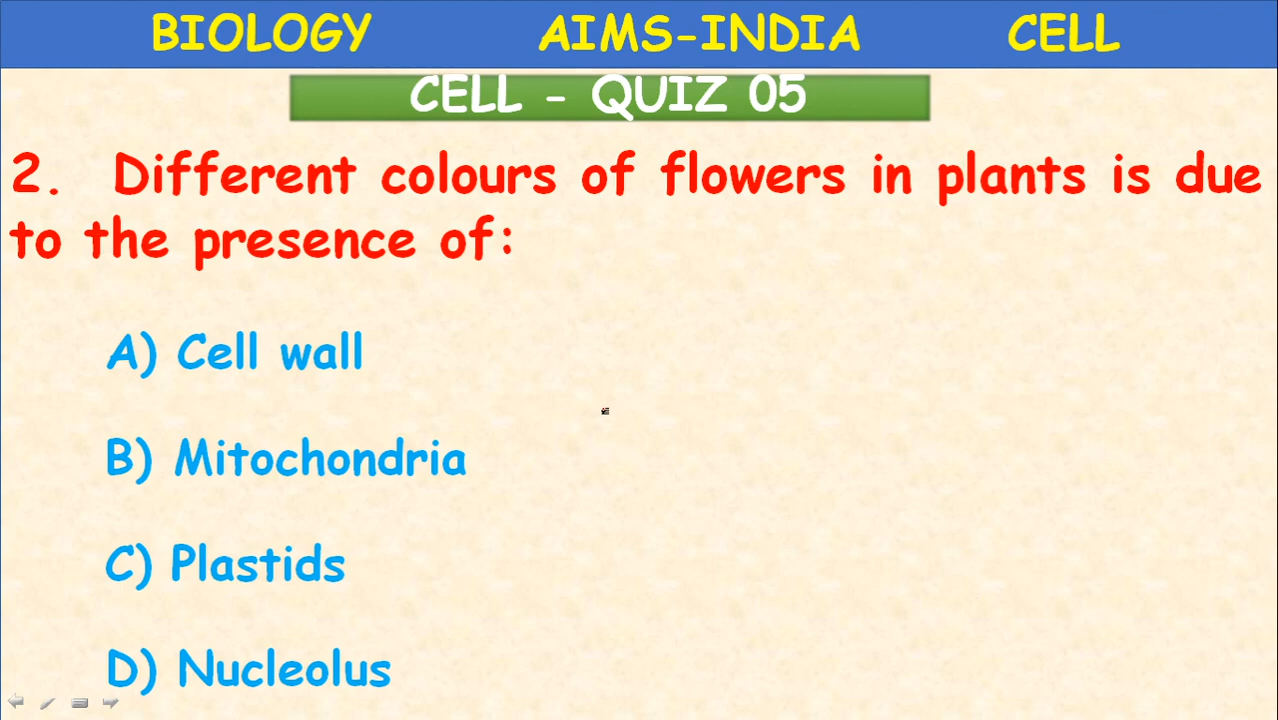 BIOLOGY AIMS-INDIA CELL
CELL - QUIZ 05
2. Different colours of flowers in plants is due
to the presence of:
A) Cell wall
B) Mitochondria
C) Plastids
D) Nucleolus